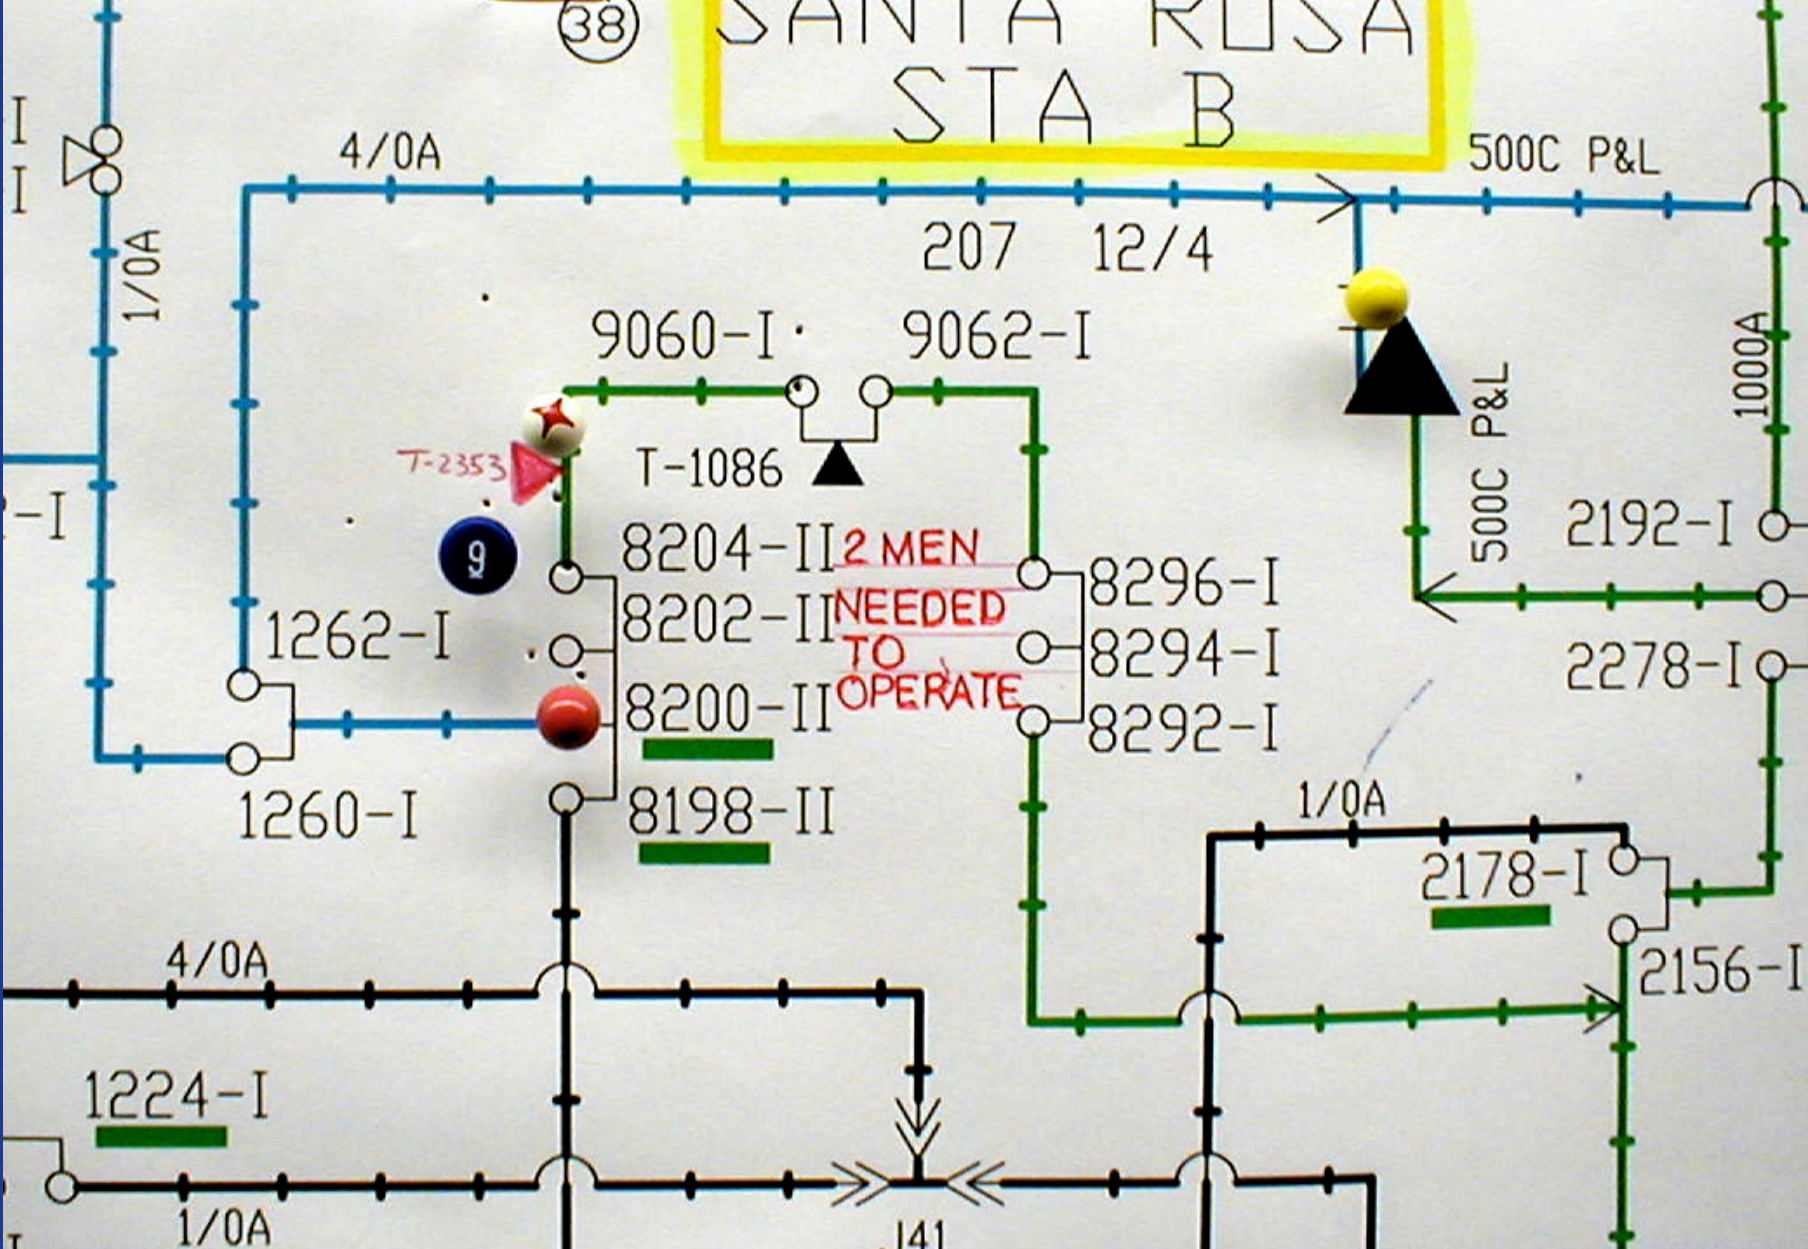 38
SANTA ROSA
STA B
4/0A
500C P&L
1/0A
207 12/4
9060-I
9062-I
1000A
T-2353
T-1086
500C P&L
2192-I
9
8204-II
8202-II
8200-II
8198-II
2 MEN
NEEDED
TO
OPERATE
8296-I
8294-I
8292-I
2278-I
1262-I
1260-I
1/0A
2178-I
2156-I
4/0A
1224-I
1/0A
J41